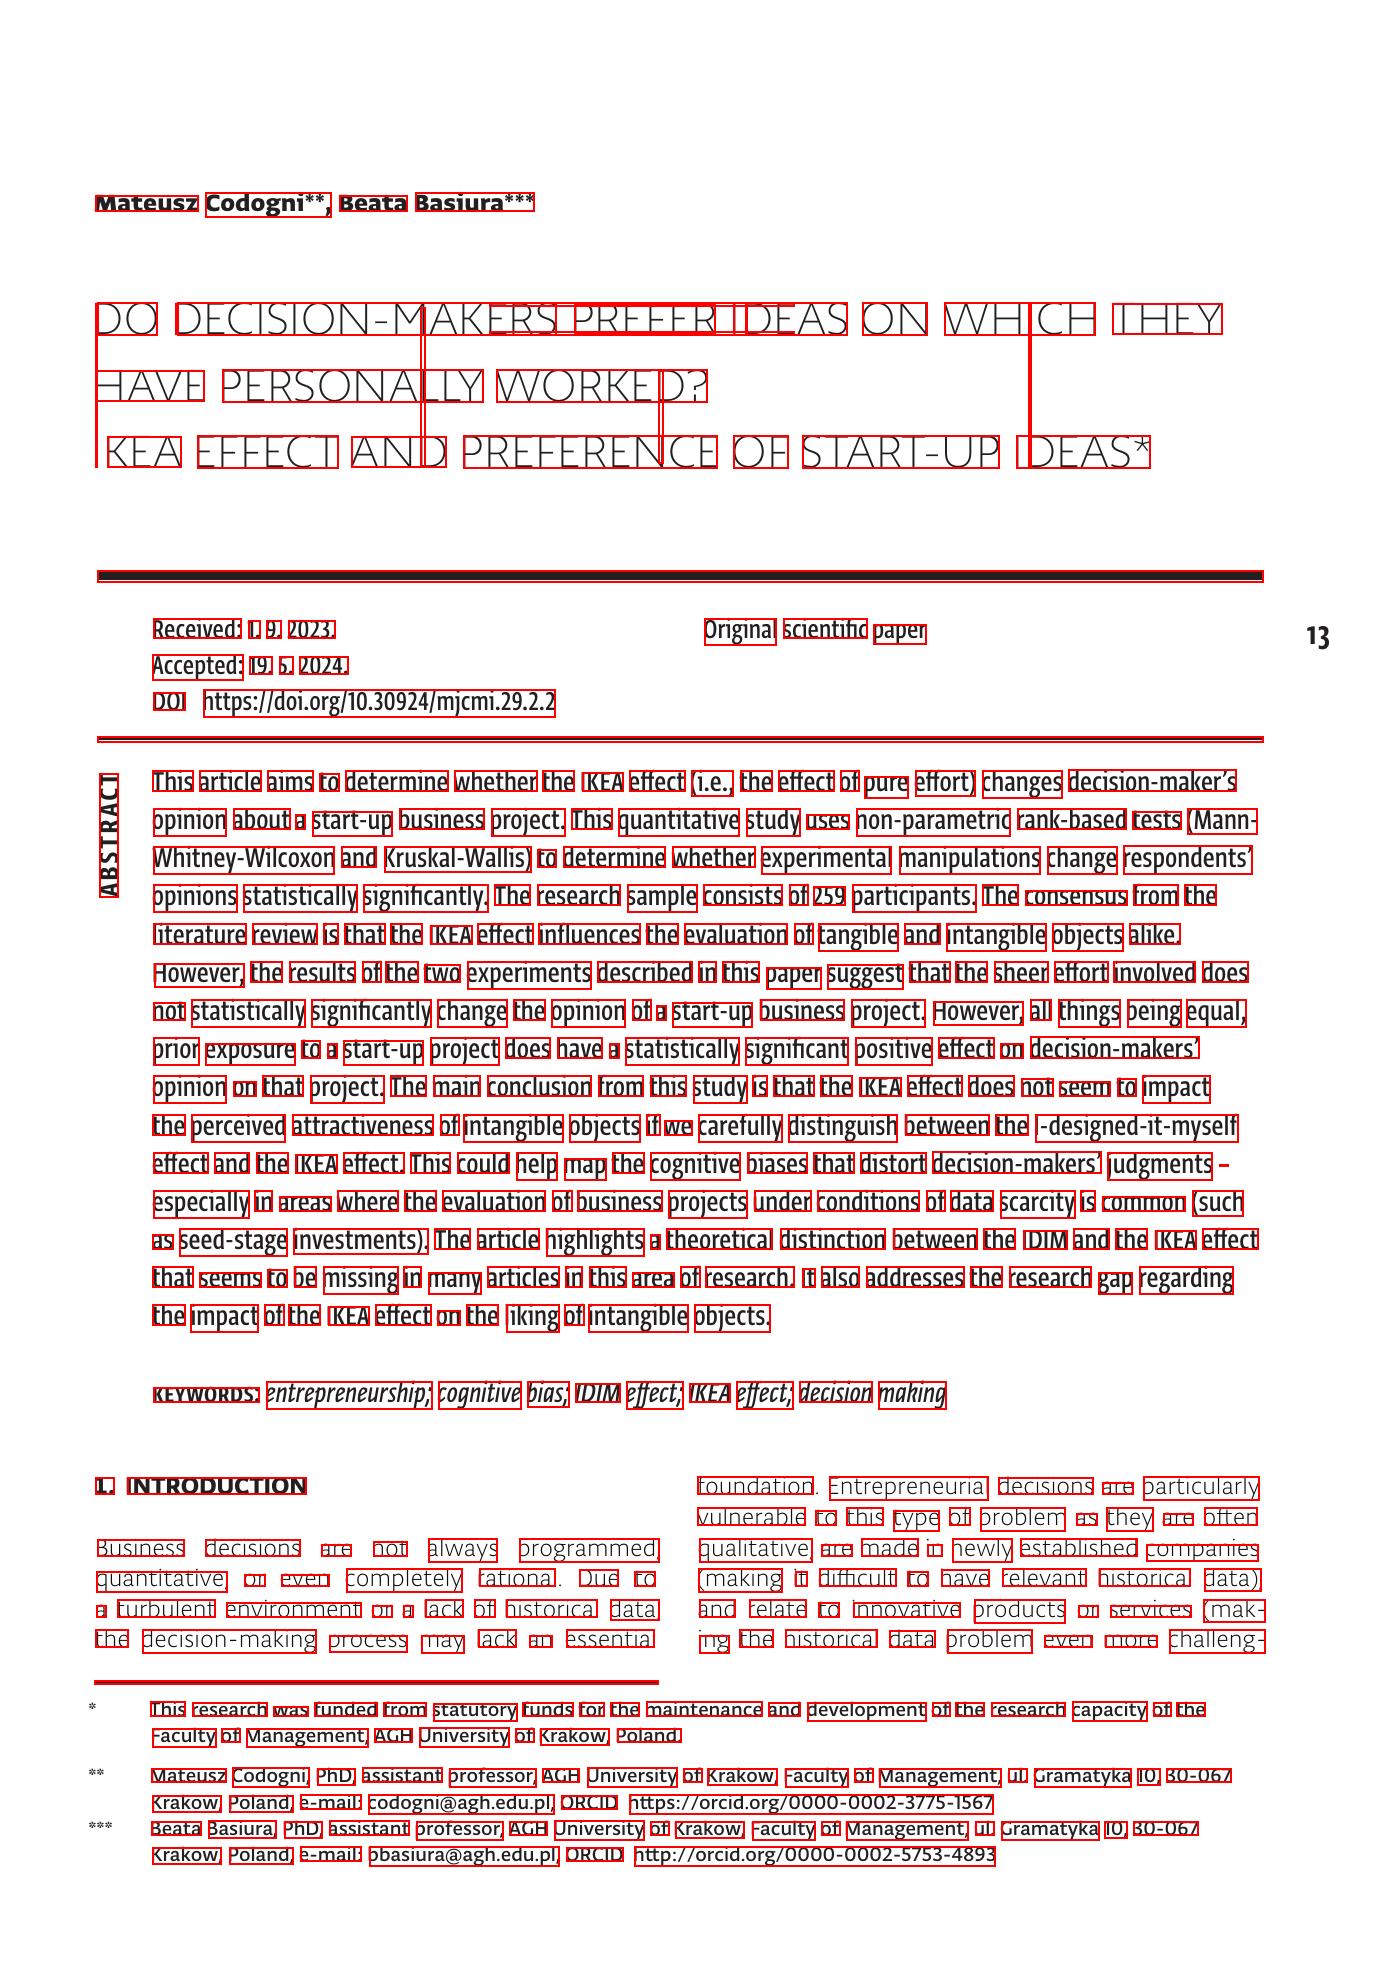 Mateusz Codogni**, Beata Basiura***
DO DECISION-MAKERS PREFER IDEAS ON WHICH THEY
HAVE PERSONALLY WORKED?
IKEA EFFECT AND PREFERENCE OF START-UP IDEAS*
Received: 1. 9. 2023.
Accepted: 19. 5. 2024.
DOI https://doi.org/10.30924/mjcmi.29.2.2
Original scientific paper
13
ABSTRACT
This article aims to determine whether the IKEA effect (i.e., the effect of pure effort) changes decision-maker’s
opinion about a start-up business project. This quantitative study uses non-parametric rank-based tests (Mann-
Whitney-Wilcoxon and Kruskal-Wallis) to determine whether experimental manipulations change respondents’
opinions statistically significantly. The research sample consists of 259 participants. The consensus from the
literature review is that the IKEA effect influences the evaluation of tangible and intangible objects alike.
However, the results of the two experiments described in this paper suggest that the sheer effort involved does
not statistically significantly change the opinion of a start-up business project. However, all things being equal,
prior exposure to a start-up project does have a statistically significant positive effect on decision-makers’
opinion on that project. The main conclusion from this study is that the IKEA effect does not seem to impact
the perceived attractiveness of intangible objects if we carefully distinguish between the I-designed-it-myself
effect and the IKEA effect. This could help map the cognitive biases that distort decision-makers’ judgments –
especially in areas where the evaluation of business projects under conditions of data scarcity is common (such
as seed-stage investments). The article highlights a theoretical distinction between the IDIM and the IKEA effect
that seems to be missing in many articles in this area of research. It also addresses the research gap regarding
the impact of the IKEA effect on the liking of intangible objects.
KEYWORDS: entrepreneurship; cognitive bias; IDIM effect; IKEA effect; decision making
1. INTRODUCTION
Business decisions are not always programmed,
quantitative, or even completely rational. Due to
a turbulent environment or a lack of historical data
the decision-making process may lack an essential
foundation. Entrepreneurial decisions are particularly
vulnerable to this type of problem as they are often
qualitative, are made in newly established companies
(making it difficult to have relevant historical data)
and relate to innovative products or services (mak-
ing the historical data problem even more challeng-
* This research was funded from statutory funds for the maintenance and development of the research capacity of the
Faculty of Management, AGH University of Krakow, Poland.
** Mateusz Codogni, PhD, assistant professor, AGH University of Krakow, Faculty of Management, ul. Gramatyka 10, 30-067
Krakow, Poland, e-mail: codogni@agh.edu.pl, ORCID https://orcid.org/0000-0002-3775-1567
*** Beata Basiura, PhD, assistant professor, AGH University of Krakow, Faculty of Management, ul. Gramatyka 10, 30-067
Krakow, Poland, e-mail: bbasiura@agh.edu.pl, ORCID http://orcid.org/0000-0002-5753-4893